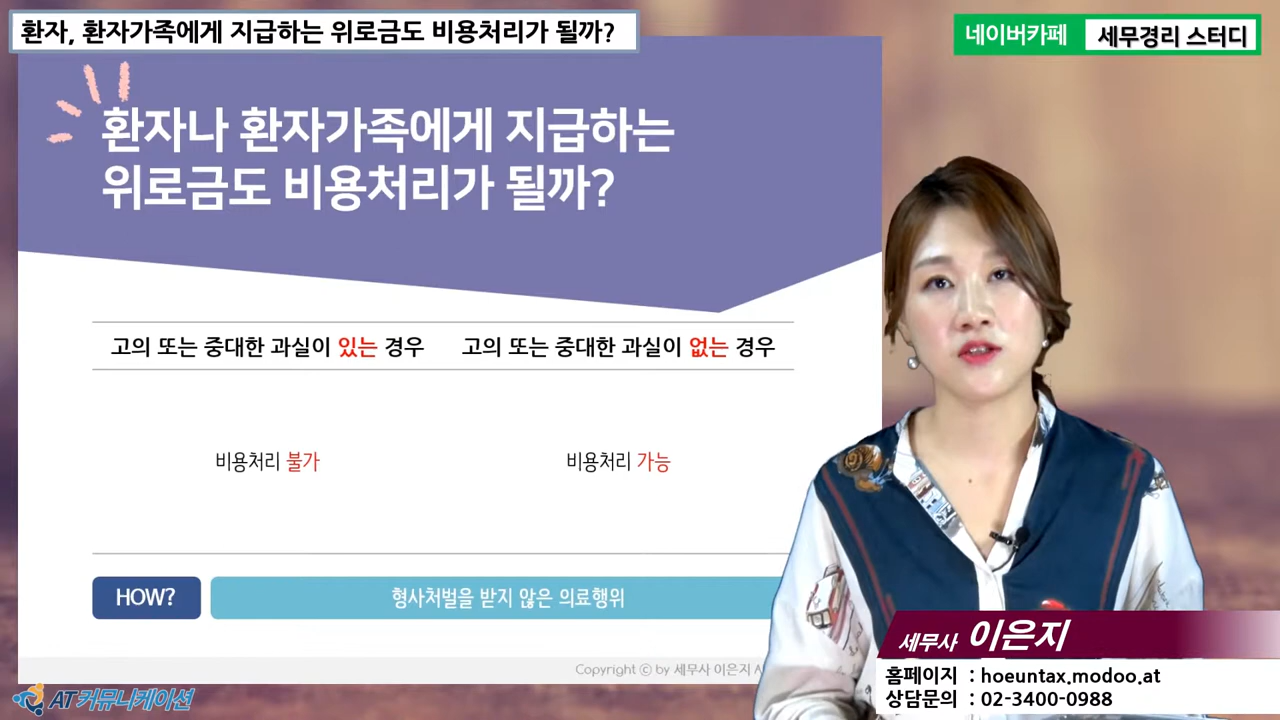 환자, 환자가족에게 지급하는 위로금도 비용처리가 될까?
네이버카페 세무경리 스터디
환자나 환자가족에게 지급하는
위로금도 비용처리가 될까?
고의 또는 중대한 과실이 있는 경우
고의 또는 중대한 과실이 없는 경우
비용처리 불가
비용처리 가능
HOW?
형사처벌을 받지 않은 의료행위
Copyright ⓒ by 세무사 이은지 A
세무사 이은지
홈페이지 : hoeuntax.modoo.at
상담문의 : 02-3400-0988
AT커뮤니케이션